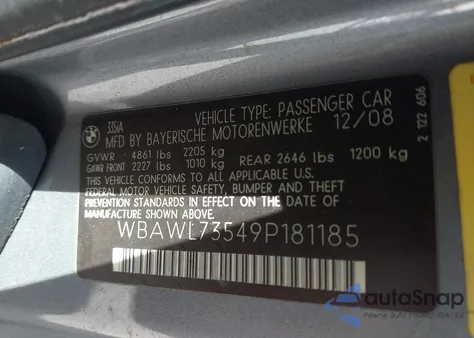 335iA
VEHICLE TYPE: PASSENGER CAR
MFD BY BAYERISCHE MOTORENWERKE 12/08
GVWR 4861 lbs 2205 kg
GAWR FRONT 2227 lbs 1010 kg REAR 2646 lbs 1200 kg
THIS VEHICLE CONFORMS TO ALL APPLICABLE U.S.
FEDERAL MOTOR VEHICLE SAFETY, BUMPER AND THEFT
PREVENTION STANDARDS IN EFFECT ON THE DATE OF
MANUFACTURE SHOWN ABOVE.
WBAWL73549P181185
2 122 606
autoSnap